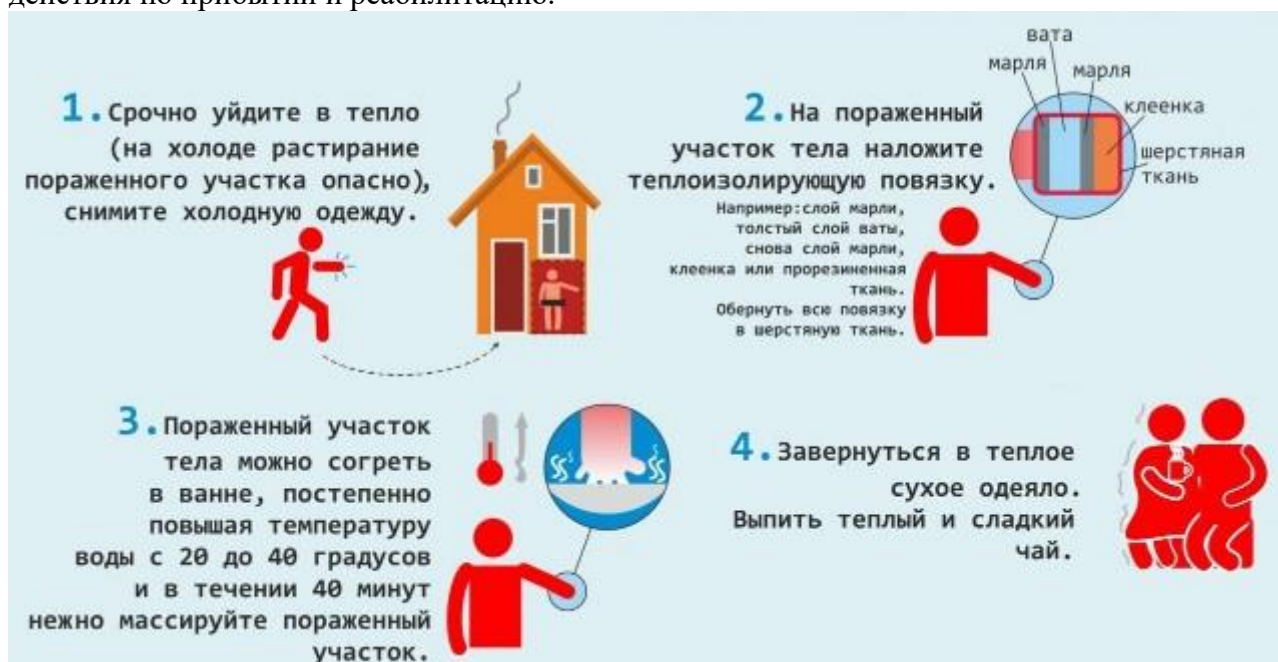 действия по прибытии и реабилитацию.
1.Срочно уйдите в тепло
(на холоде растирание
пораженного участка опасно),
снимите холодную одежду.
2.На пораженный
участок тела наложите
теплоизолирующую повязку.
Например:слой марли,
толстый слой ваты,
снова слой марли,
клеенка или прорезиненная
ткань.
Обернуть всю повязку
в шерстяную ткань.
вата
марля
марля
клеенка
шерстяная
ткань
3.Пораженный участок
тела можно согреть
в ванне, постепенно
повышая температуру
воды с 20 до 40 градусов
и в течении 40 минут
нежно массируйте пораженный
участок.
4.Завернуться в теплое
сухое одеяло.
Выпить теплый и сладкий
чай.